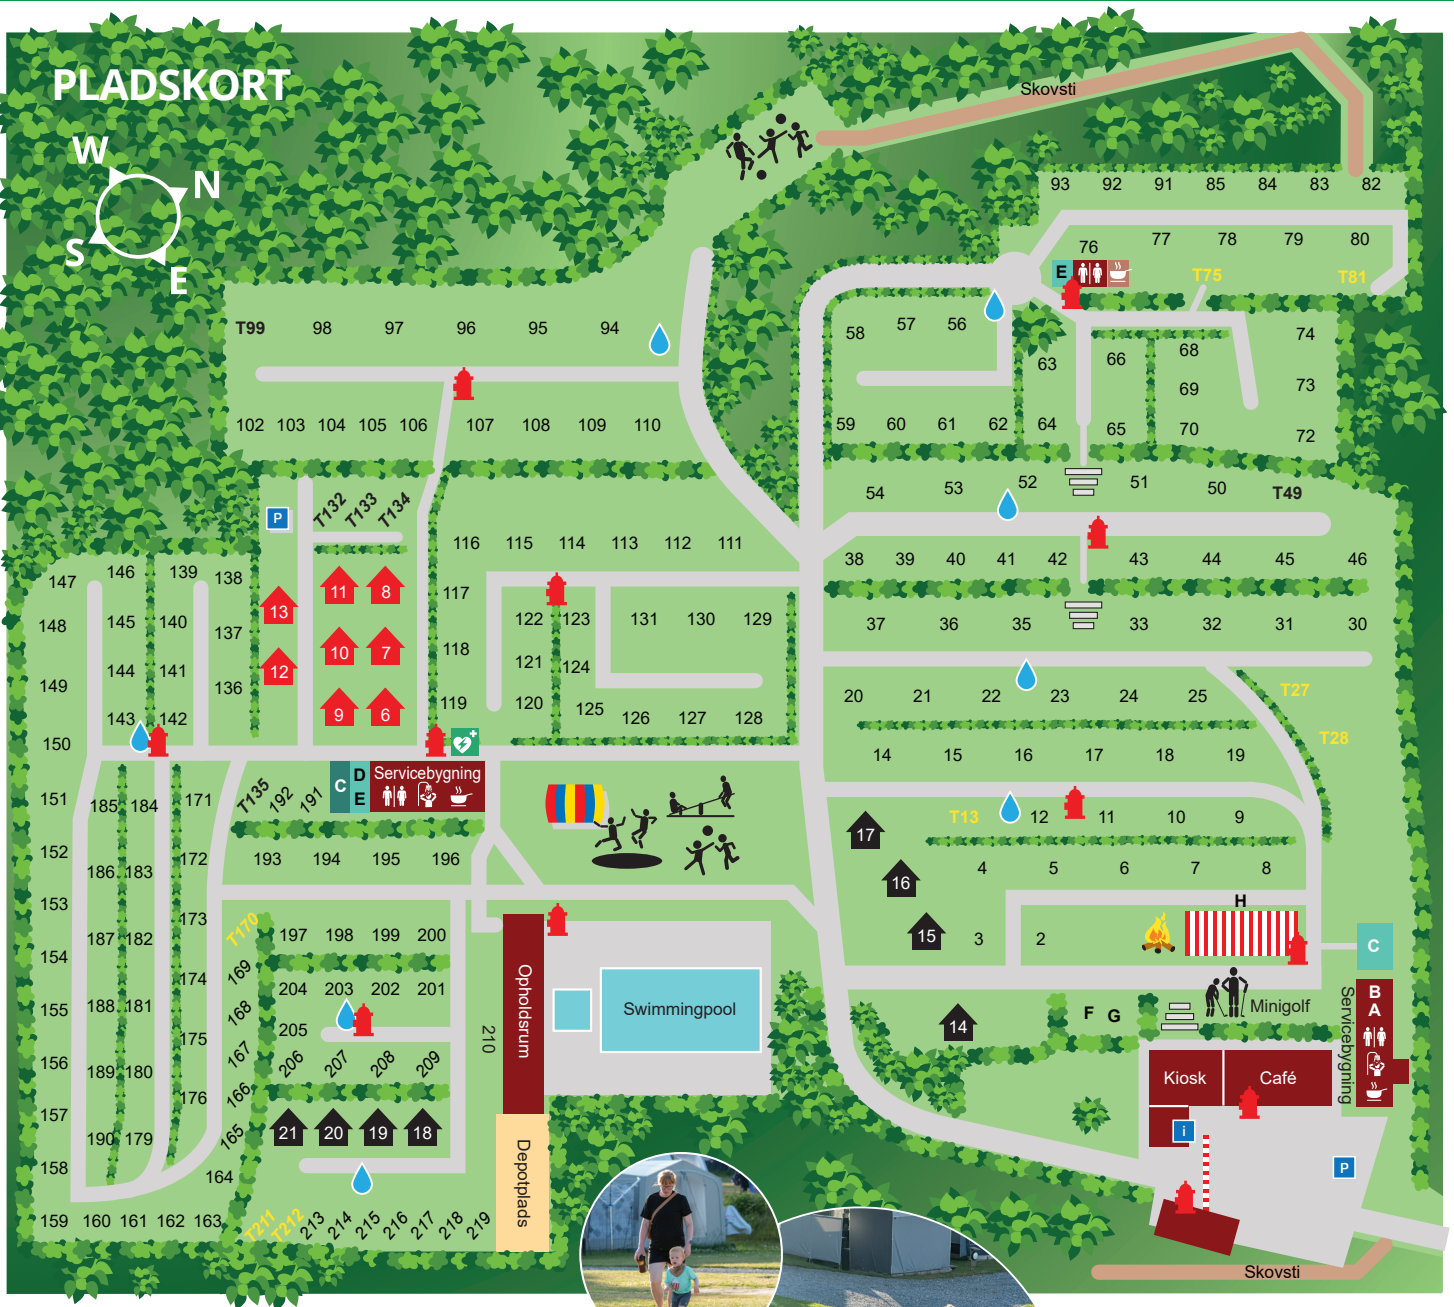 PLADSKORT
W
N
S
E
Skovsti
93 92 91 85 84 83 82
76 77 78 79 80
E
T75 T81
T99 98 97 96 95 94
58 57 56
63 66 68 74
69 73
102 103 104 105 106 107 108 109 110
59 60 61 62 64 65 70 72
P
T132 T133 T134
54 53 52 51 50 T49
116 115 114 113 112 111
38 39 40 41 42 43 44 45 46
147 146 139 138
13 11 8
117
148 145 140 137
122 123 131 130 129
37 36 35 33 32 31 30
12 10 7
118
149 144 141 136
121 124
9 6
119 120 125 126 127 128
20 21 22 23 24 25 T27
143 142
150
T28
14 15 16 17 18 19
C D E Servicebygning
151 185 184 171 T135 192 191
T13 12 11 10 9
17
152 186 183 172 193 194 195 196
4 5 6 7 8
16
153 173 T170
H
187 182 197 198 199 200
15 3 2
C
154 174 169
204 203 202 201
Opholdsrum
Swimmingpool
Minigolf
B
A
Servicebygning
155 188 181 168
205
210
14
F G
175
156 189 180 167
206 207 208 209
Kiosk Café
176 166
157 190 179 165
21 20 19 18
i
P
158 164
Depotplads
159 160 161 162 163
T211 T212 213 214 215 216 217 218 219
Skovsti